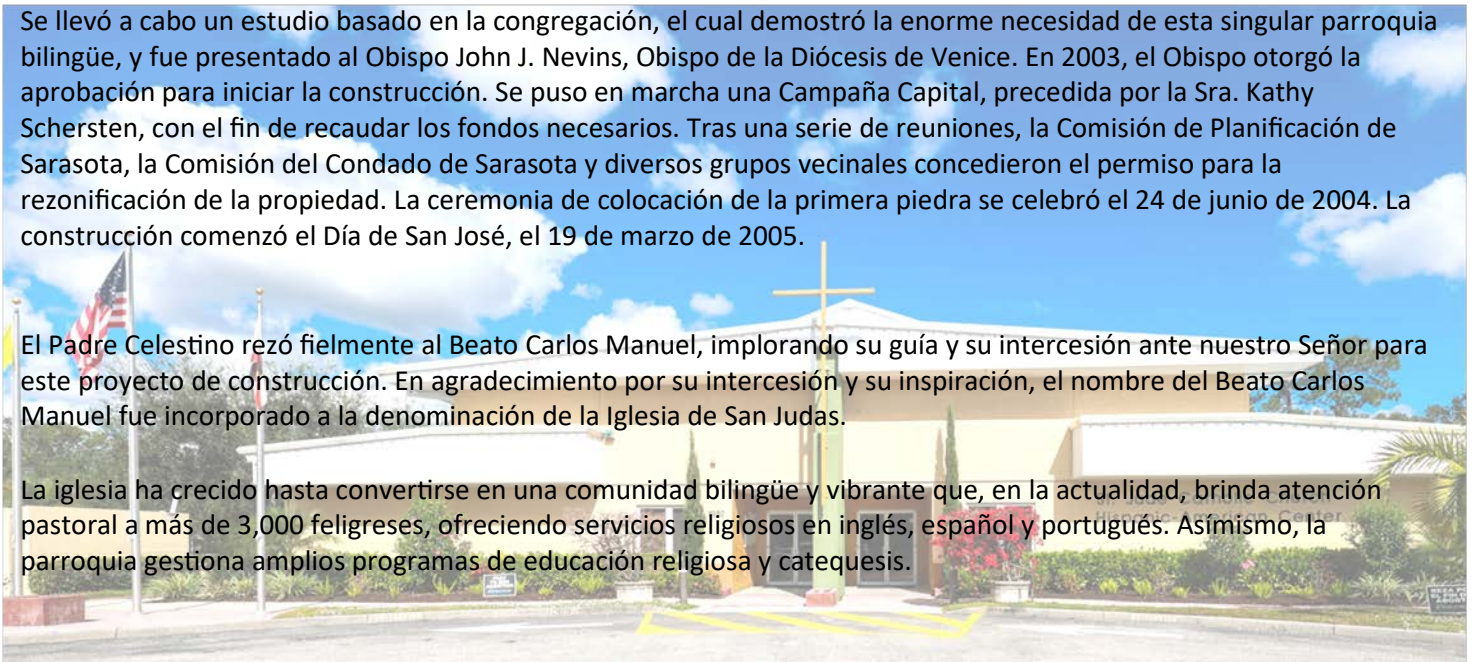 Se llevó a cabo un estudio basado en la congregación, el cual demostró la enorme necesidad de esta singular parroquia
bilingüe, y fue presentado al Obispo John J. Nevins, Obispo de la Diócesis de Venice. En 2003, el Obispo otorgó la
aprobación para iniciar la construcción. Se puso en marcha una Campaña Capital, precedida por la Sra. Kathy
Schersten, con el fin de recaudar los fondos necesarios. Tras una serie de reuniones, la Comisión de Planificación de
Sarasota, la Comisión del Condado de Sarasota y diversos grupos vecinales concedieron el permiso para la
rezonificación de la propiedad. La ceremonia de colocación de la primera piedra se celebró el 24 de junio de 2004. La
construcción comenzó el Día de San José, el 19 de marzo de 2005.
El Padre Celestino rezó fielmente al Beato Carlos Manuel, implorando su guía y su intercesión ante nuestro Señor para
este proyecto de construcción. En agradecimiento por su intercesión y su inspiración, el nombre del Beato Carlos
Manuel fue incorporado a la denominación de la Iglesia de San Judas.
La iglesia ha crecido hasta convertirse en una comunidad bilingüe y vibrante que, en la actualidad, brinda atención
pastoral a más de 3,000 feligreses, ofreciendo servicios religiosos en inglés, español y portugués. Asímismo, la
parroquia gestiona amplios programas de educación religiosa y catequesis.
Hispanic American Center